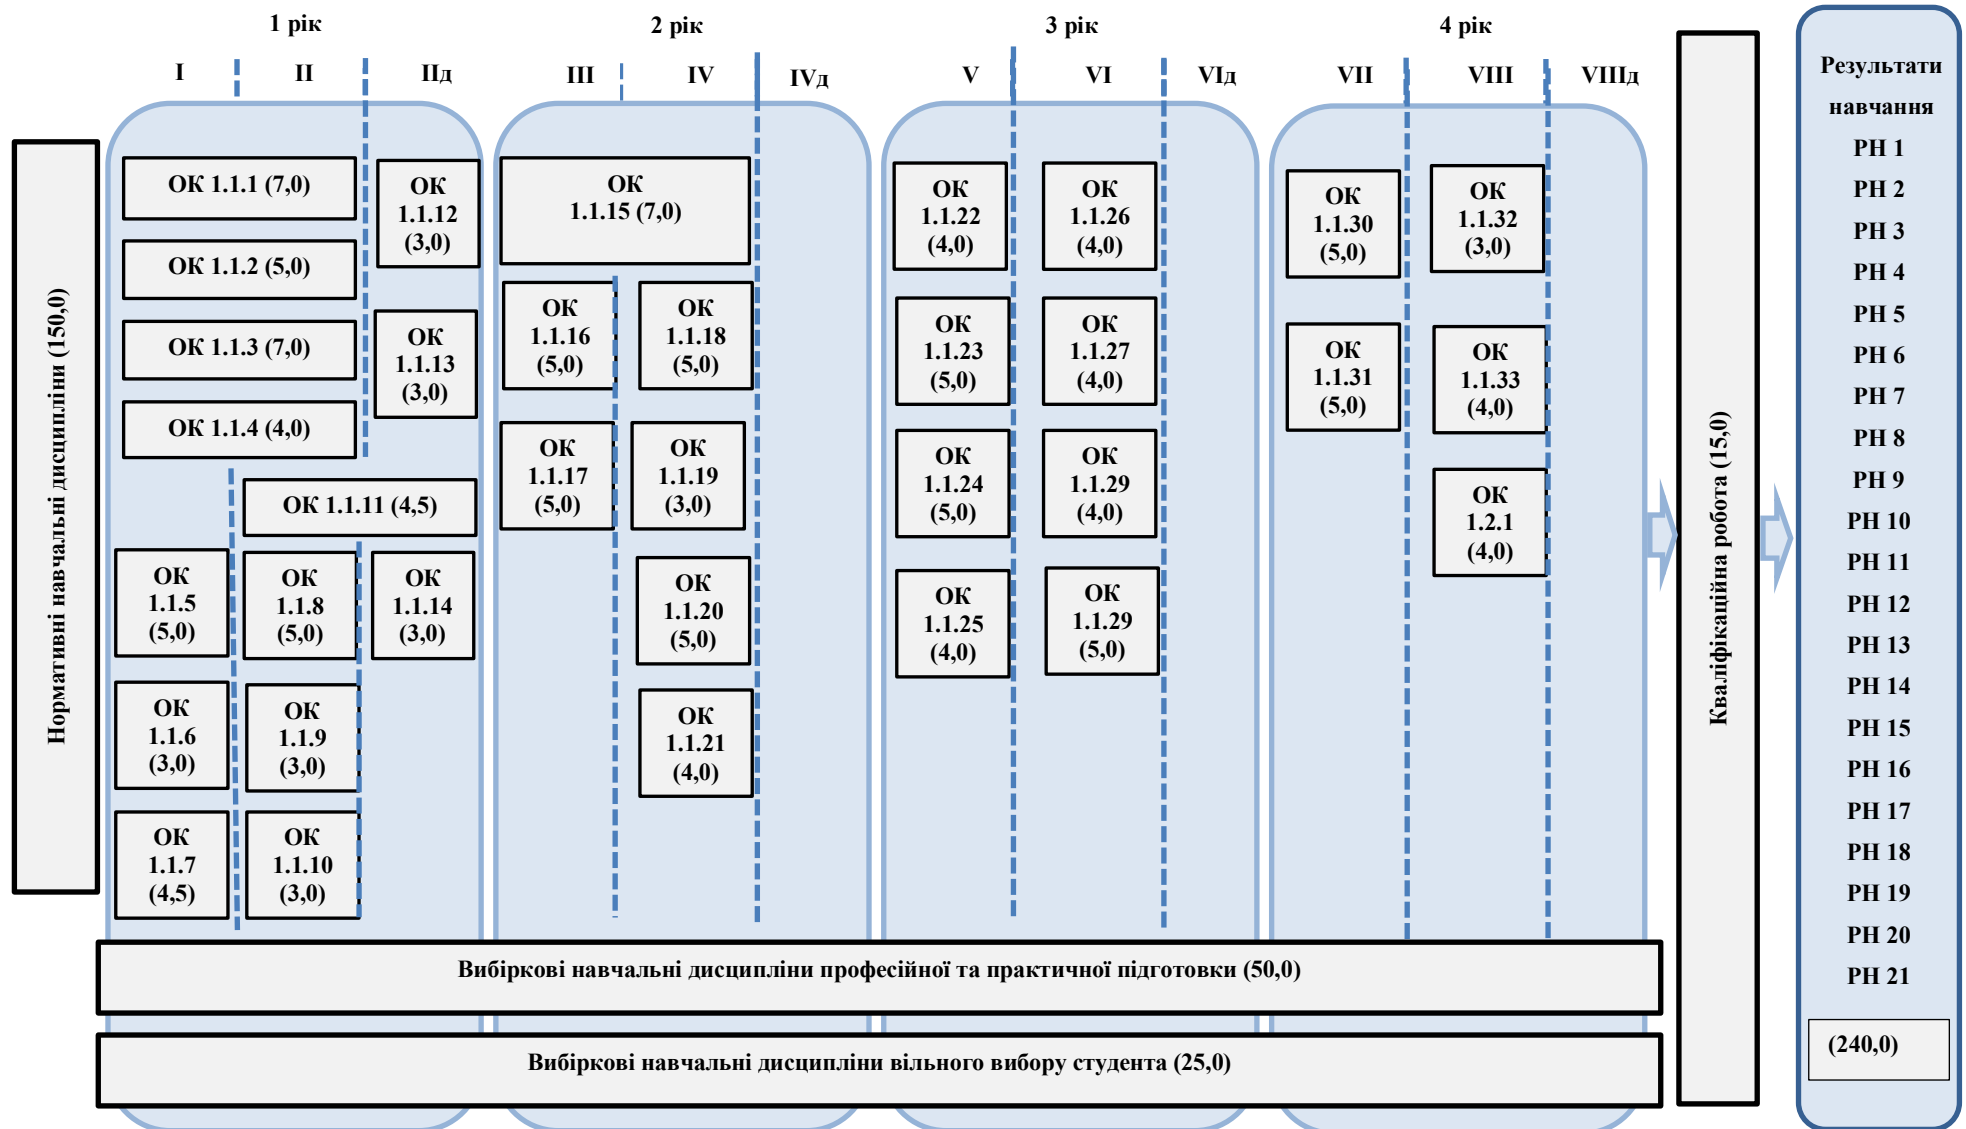 1 рік
2 рік
3 рік
4 рік
I
II
IIд
III
IV
IVд
V
VI
VIд
VII
VIII
VIIIд
Нормативні навчальні дисципліни (150,0)
ОК 1.1.1 (7,0)
ОК 1.1.2 (5,0)
ОК 1.1.3 (7,0)
ОК 1.1.4 (4,0)
ОК
1.1.12
(3,0)
ОК
1.1.13
(3,0)
ОК 1.1.11 (4,5)
ОК
1.1.5
(5,0)
ОК
1.1.8
(5,0)
ОК
1.1.14
(3,0)
ОК
1.1.6
(3,0)
ОК
1.1.9
(3,0)
ОК
1.1.7
(4,5)
ОК
1.1.10
(3,0)
ОК
1.1.15 (7,0)
ОК
1.1.16
(5,0)
ОК
1.1.18
(5,0)
ОК
1.1.17
(5,0)
ОК
1.1.19
(3,0)
ОК
1.1.20
(5,0)
ОК
1.1.21
(4,0)
ОК
1.1.22
(4,0)
ОК
1.1.26
(4,0)
ОК
1.1.23
(5,0)
ОК
1.1.27
(4,0)
ОК
1.1.24
(5,0)
ОК
1.1.29
(4,0)
ОК
1.1.25
(4,0)
ОК
1.1.29
(5,0)
ОК
1.1.30
(5,0)
ОК
1.1.32
(3,0)
ОК
1.1.31
(5,0)
ОК
1.1.33
(4,0)
ОК
1.2.1
(4,0)
Вибіркові навчальні дисципліни професійної та практичної підготовки (50,0)
Вибіркові навчальні дисципліни вільного вибору студента (25,0)
Кваліфікаційна робота (15,0)
Результати
навчання
РН 1
РН 2
РН 3
РН 4
РН 5
РН 6
РН 7
РН 8
РН 9
РН 10
РН 11
РН 12
РН 13
РН 14
РН 15
РН 16
РН 17
РН 18
РН 19
РН 20
РН 21
(240,0)